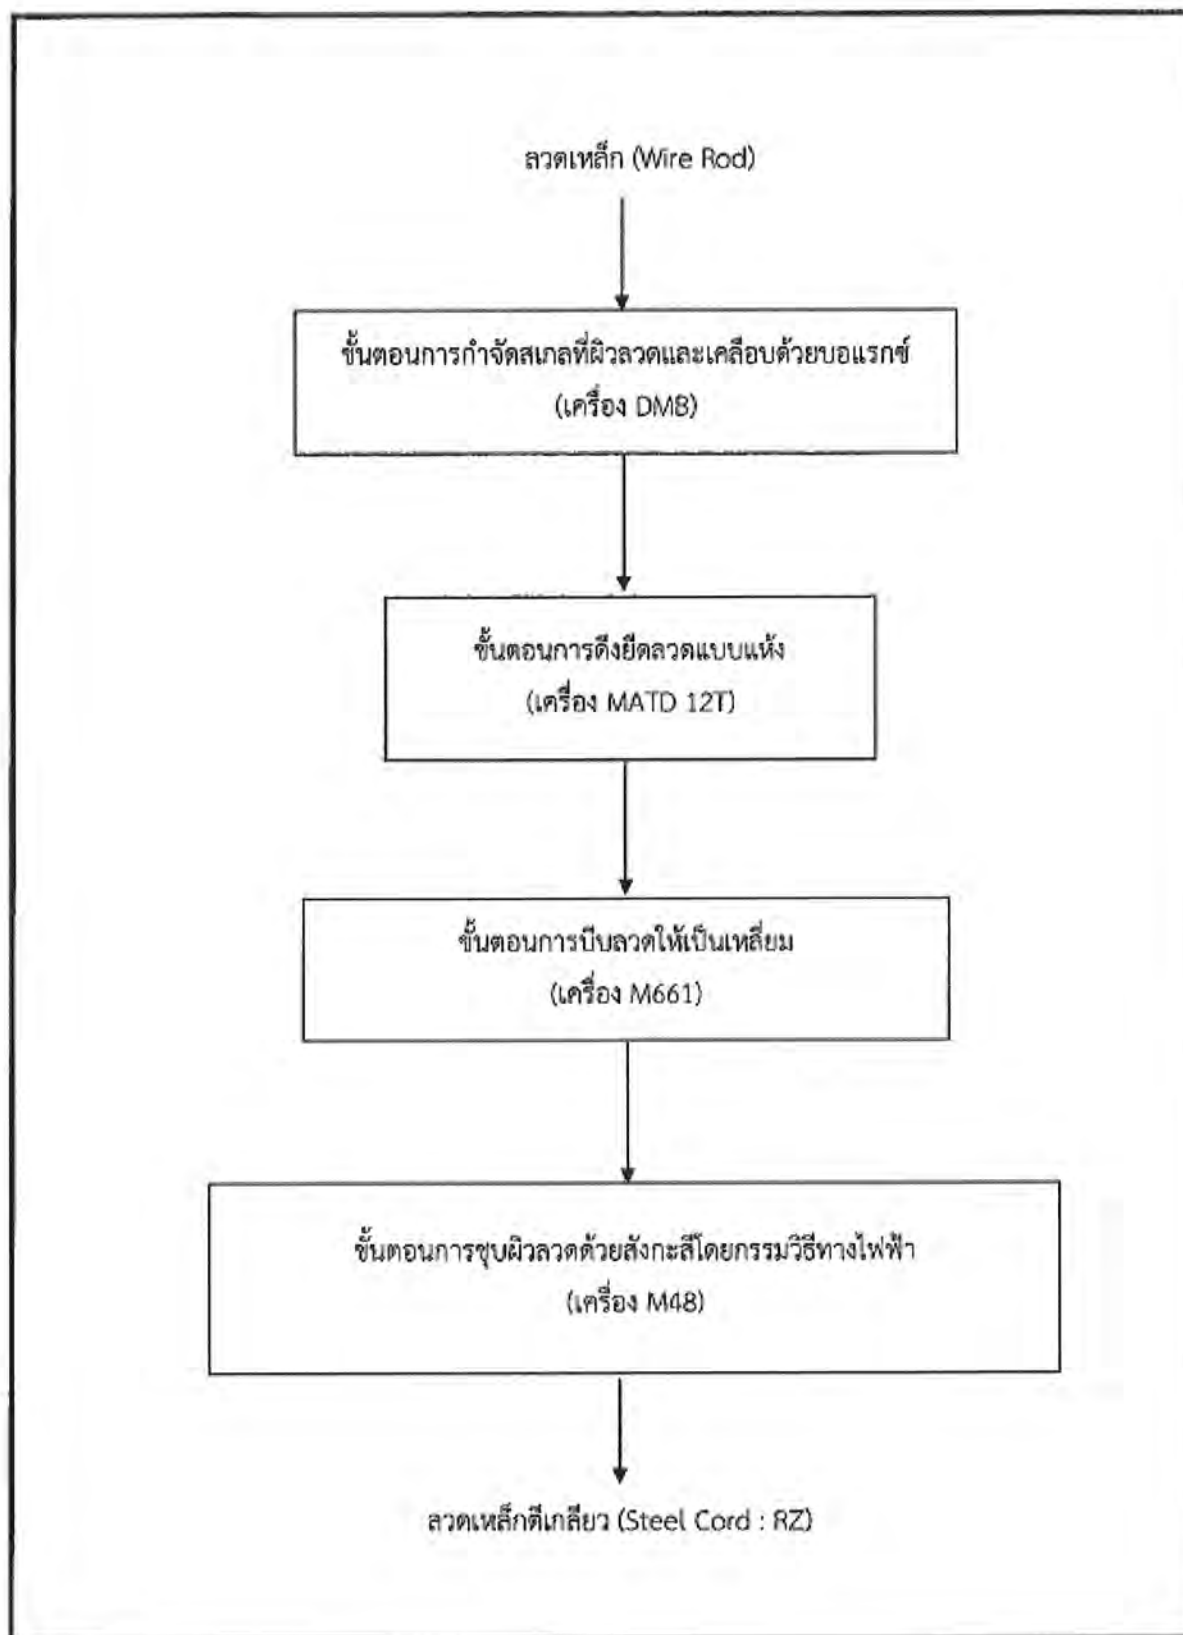 ลวดเหล็ก (Wire Rod)
ขั้นตอนการกำจัดสเกลที่ผิวลวดและเคลือบด้วยบอแรกซ์
(เครื่อง DMB)
ขั้นตอนการดึงยืดลวดแบบแห้ง
(เครื่อง MATD 12T)
ขั้นตอนการบีบลวดให้เป็นเหลี่ยม
(เครื่อง M661)
ขั้นตอนการชุบผิวลวดด้วยสังกะสีโดยกรรมวิธีทางไฟฟ้า
(เครื่อง M48)
ลวดเหล็กตีเกลียว (Steel Cord : RZ)